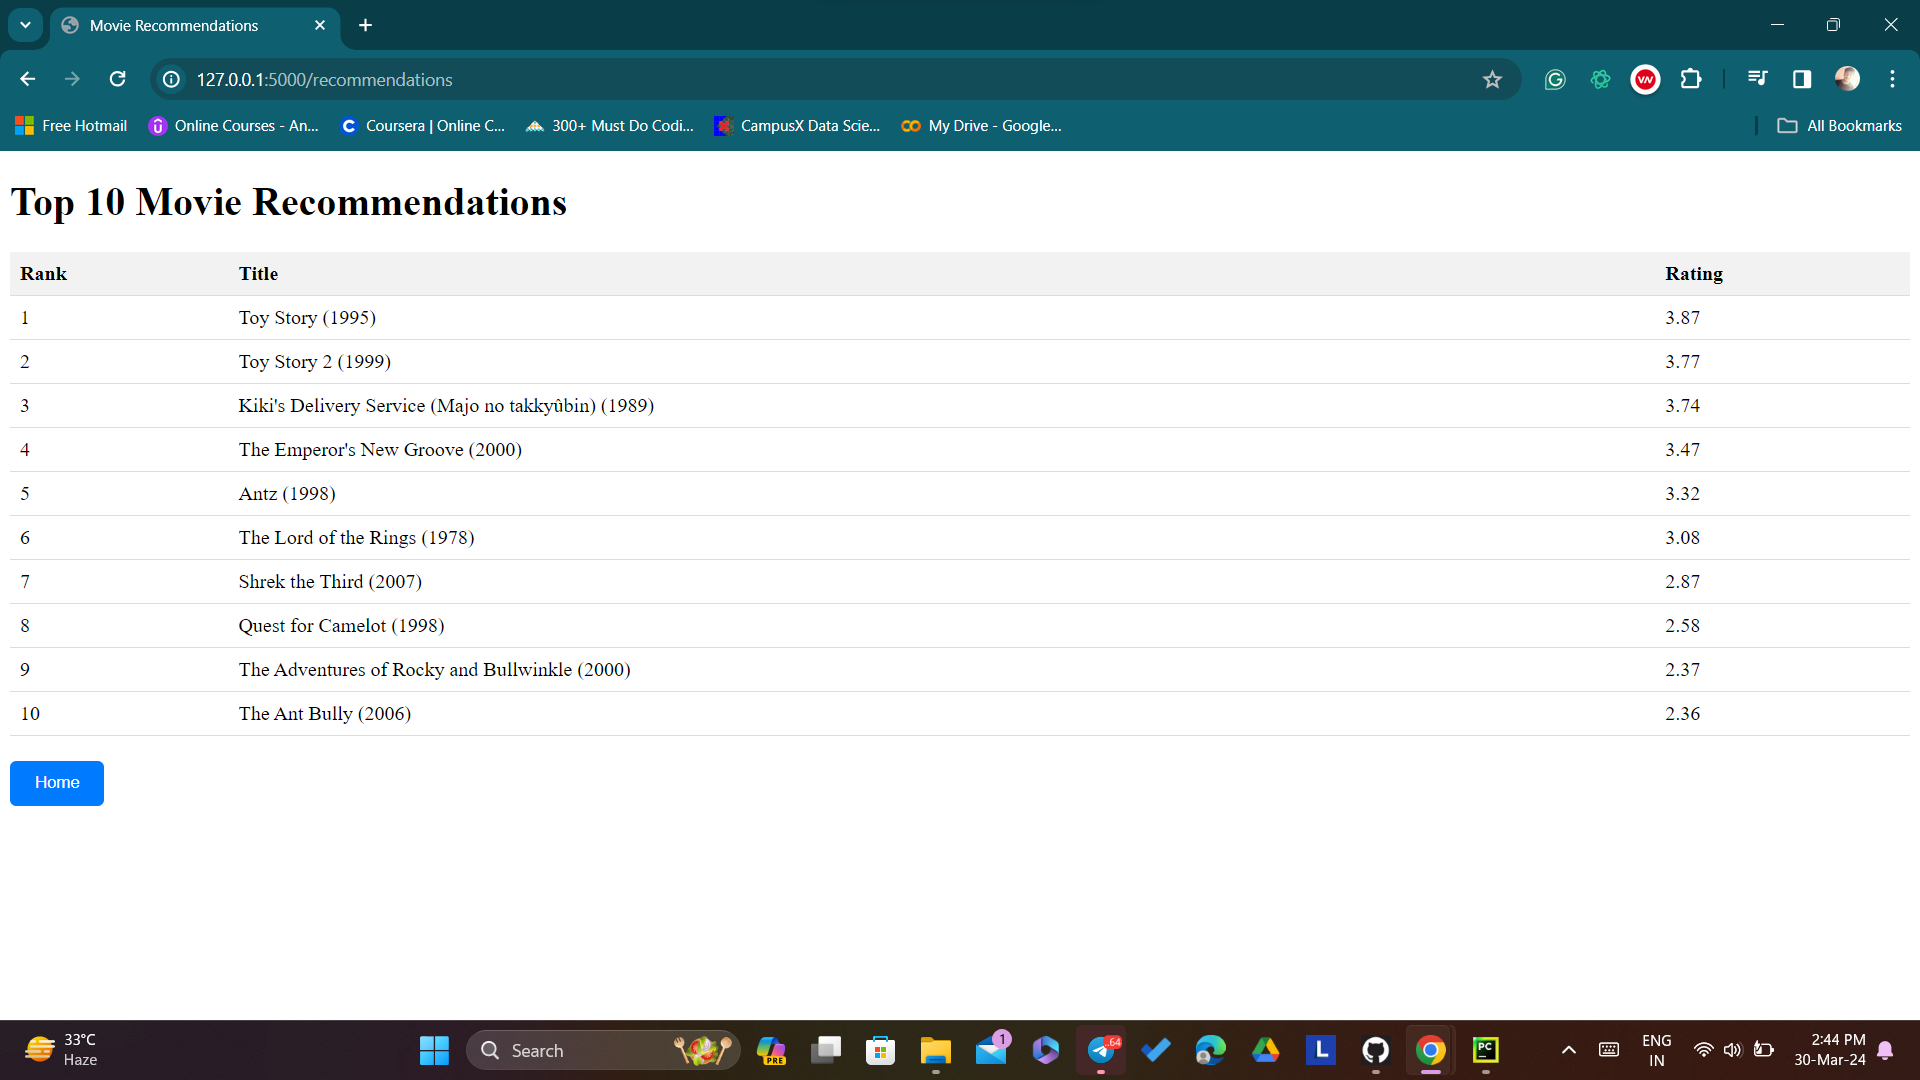 Movie Recommendations
127.0.0.1:5000/recommendations
Free Hotmail Online Courses - An... Coursera | Online C... 300+ Must Do Codi... CampusX Data Scie... My Drive - Google... All Bookmarks
Top 10 Movie Recommendations
Rank Title Rating
1 Toy Story (1995) 3.87
2 Toy Story 2 (1999) 3.77
3 Kiki's Delivery Service (Majo no takkyûbin) (1989) 3.74
4 The Emperor's New Groove (2000) 3.47
5 Antz (1998) 3.32
6 The Lord of the Rings (1978) 3.08
7 Shrek the Third (2007) 2.87
8 Quest for Camelot (1998) 2.58
9 The Adventures of Rocky and Bullwinkle (2000) 2.37
10 The Ant Bully (2006) 2.36
Home
33°C
Haze
Search
PRE
1
.64
L
PC
ENG
IN
2:44 PM
30-Mar-24